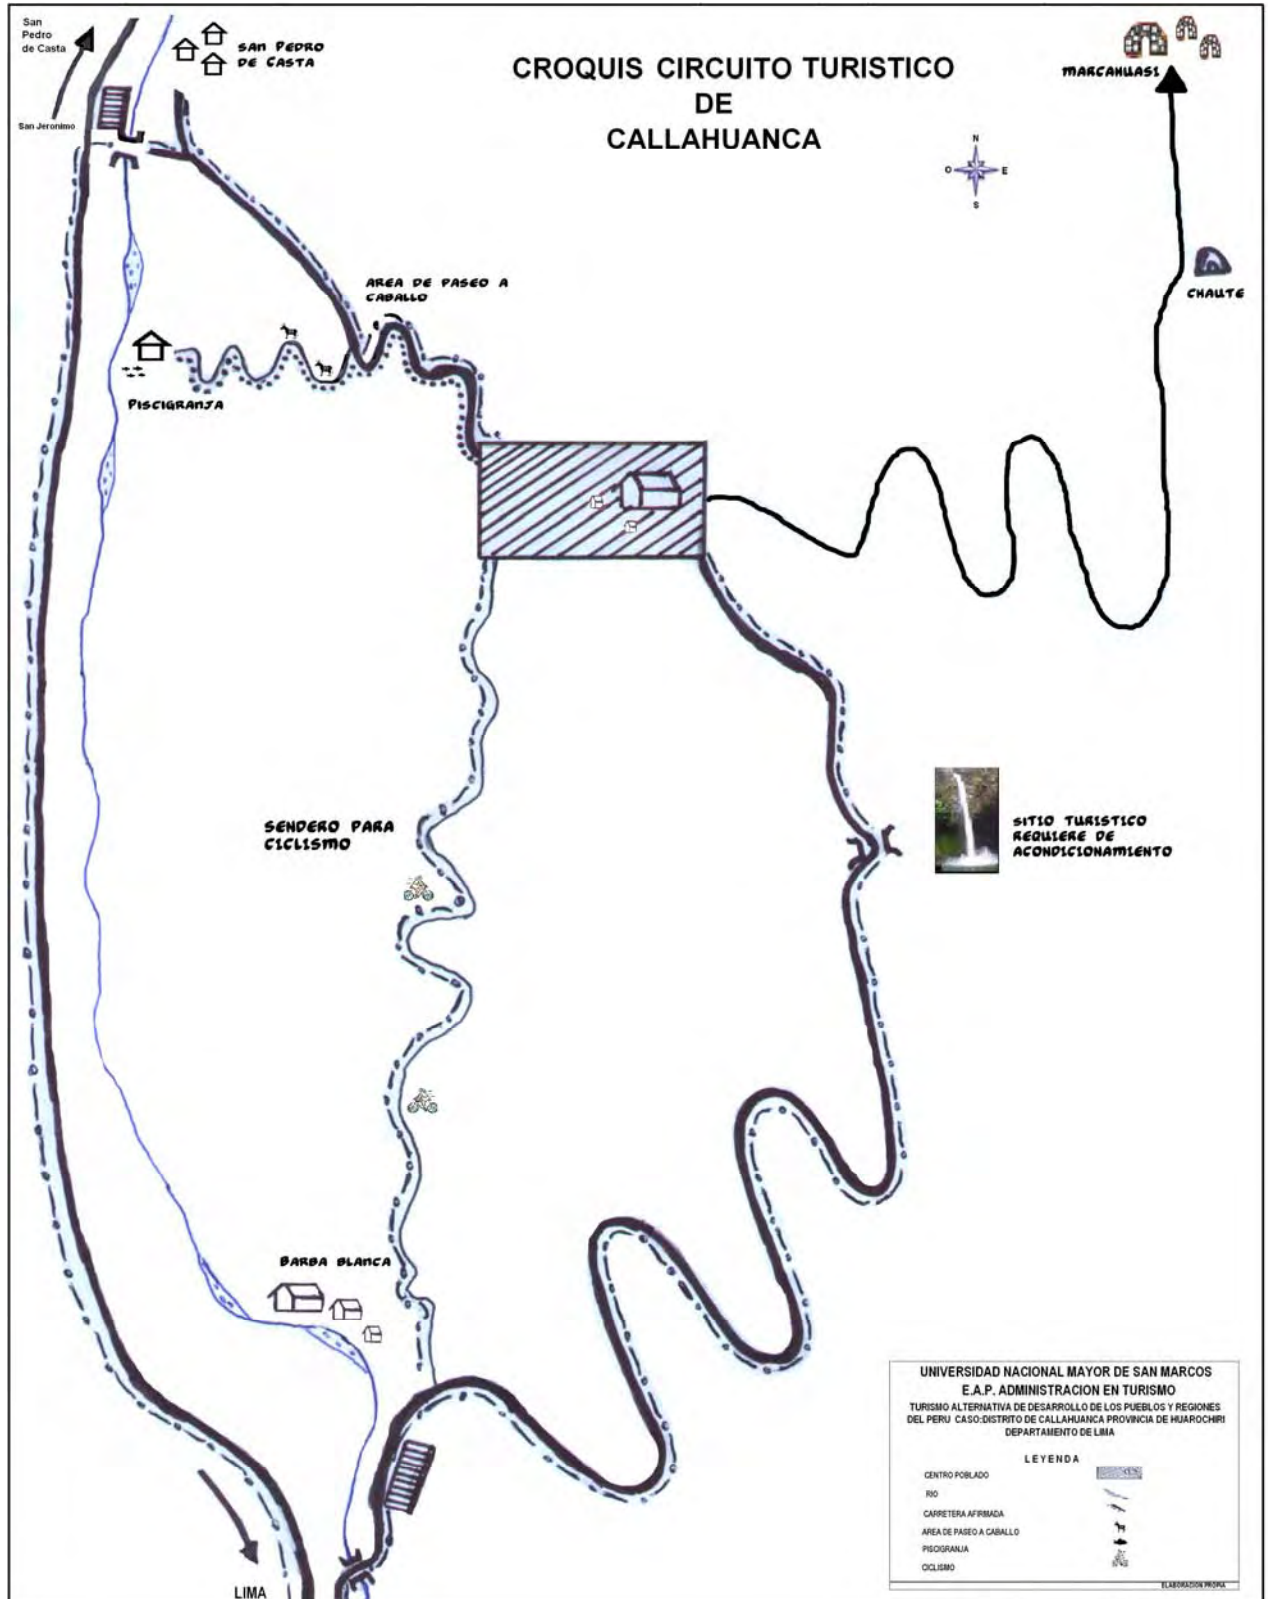 San
Pedro
de Casta
San Jeronimo
SAN PEDRO
DE CASTA
CROQUIS CIRCUITO TURISTICO
DE
CALLAHUANCA
N
O
E
S
MARCAHUASI
CHAUTE
AREA DE PASEO A
CABALLO
PISCIGRANJA
SENDERO PARA
CICLISMO
SITIO TURISTICO
REQUIERE DE
ACONDICIONAMIENTO
BARBA BLANCA
LIMA
UNIVERSIDAD NACIONAL MAYOR DE SAN MARCOS
E.A.P. ADMINISTRACION EN TURISMO
TURISMO ALTERNATIVA DE DESARROLLO DE LOS PUEBLOS Y REGIONES
DEL PERU CASO:DISTRITO DE CALLAHUANCA PROVINCIA DE HUAROCHIRI
DEPARTAMENTO DE LIMA
LEYENDA
CENTRO POBLADO
RIO
CARRETERA AFIRMADA
AREA DE PASEO A CABALLO
PISCIGRANJA
CICLISMO
ELABORACION PROPIA